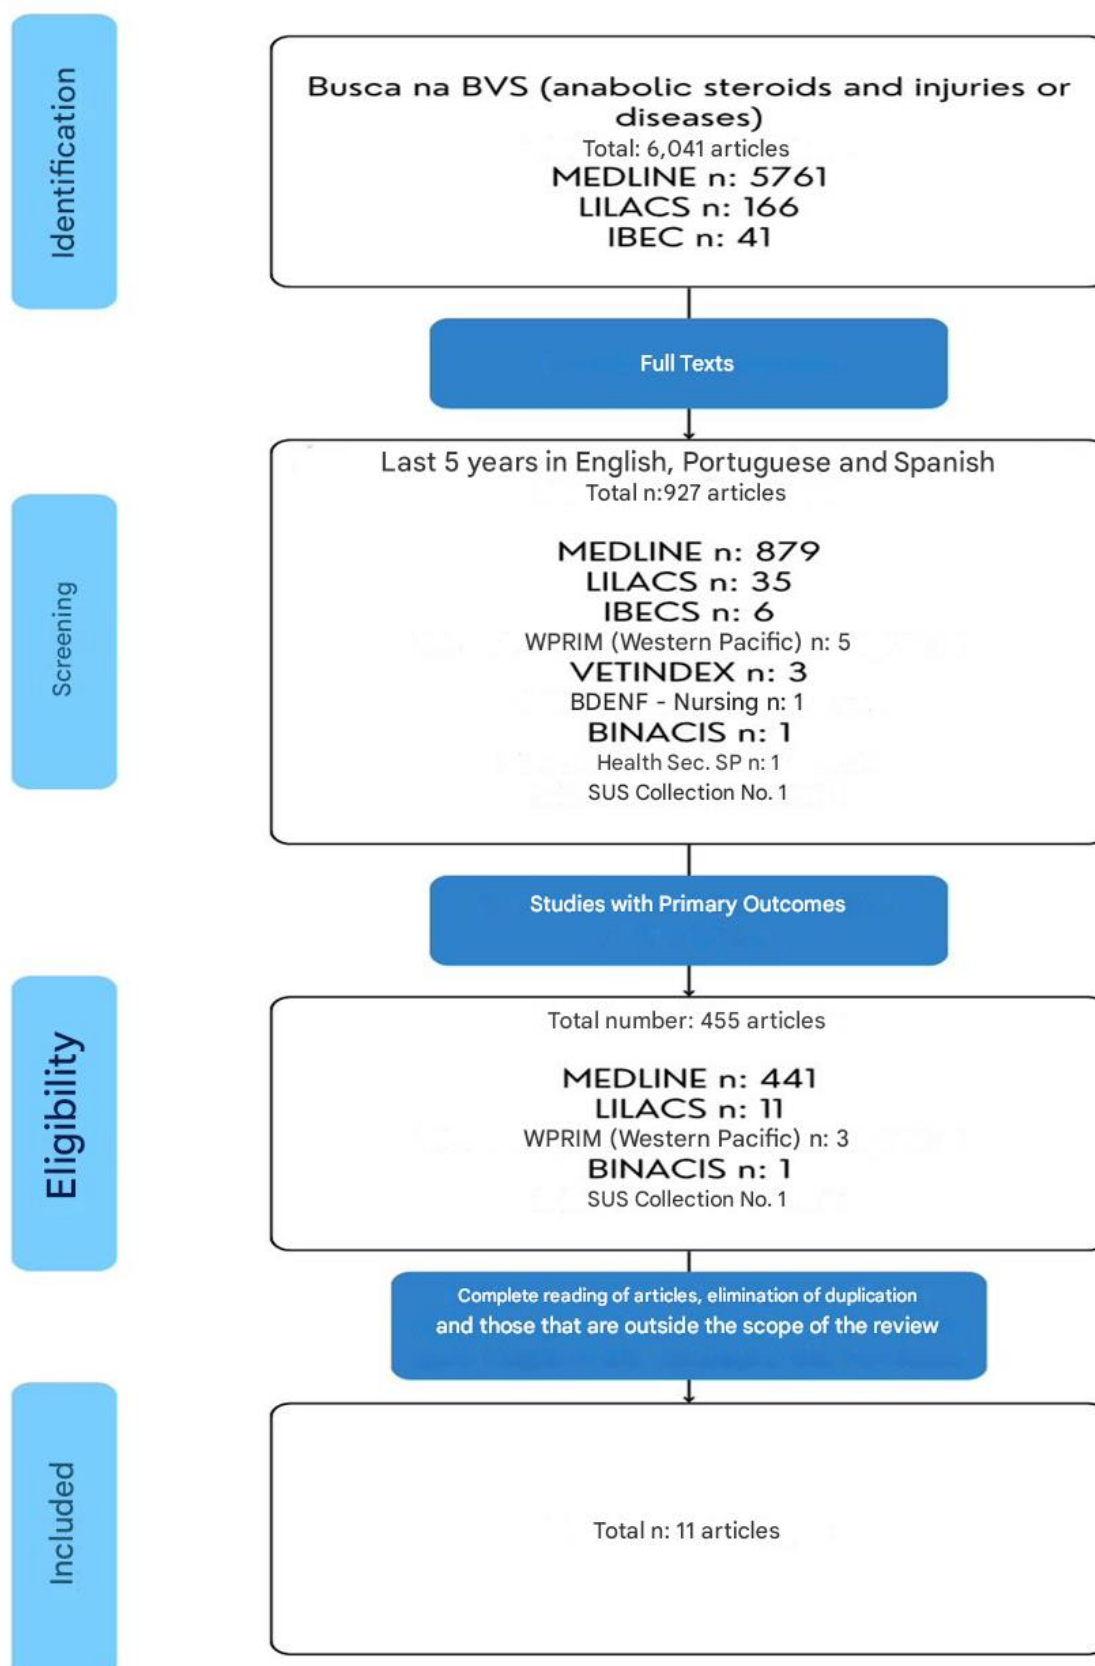 Identification
Busca na BVS (anabolic steroids and injuries or
diseases)
Total: 6,041 articles
MEDLINE n: 5761
LILACS n: 166
IBEC n: 41
Full Texts
Screening
Last 5 years in English, Portuguese and Spanish
Total n:927 articles
MEDLINE n: 879
LILACS n: 35
IBECS n: 6
WPRIM (Western Pacific) n: 5
VETINDEX n: 3
BDENF - Nursing n: 1
BINACIS n: 1
Health Sec. SP n: 1
SUS Collection No. 1
Studies with Primary Outcomes
Eligibility
Total number: 455 articles
MEDLINE n: 441
LILACS n: 11
WPRIM (Western Pacific) n: 3
BINACIS n: 1
SUS Collection No. 1
Complete reading of articles, elimination of duplication
and those that are outside the scope of the review
Included
Total n: 11 articles